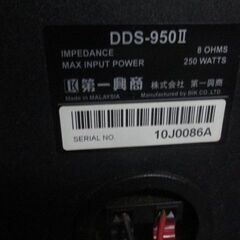 DDS-950Ⅱ
IMPEDANCE 8 OHMS
MAX INPUT POWER 250 WATTS
第一興商 株式会社 第一興商
Made in MALAYSIA Manufactured by BIK CO. LTD
SERIAL NO. 10J0086A